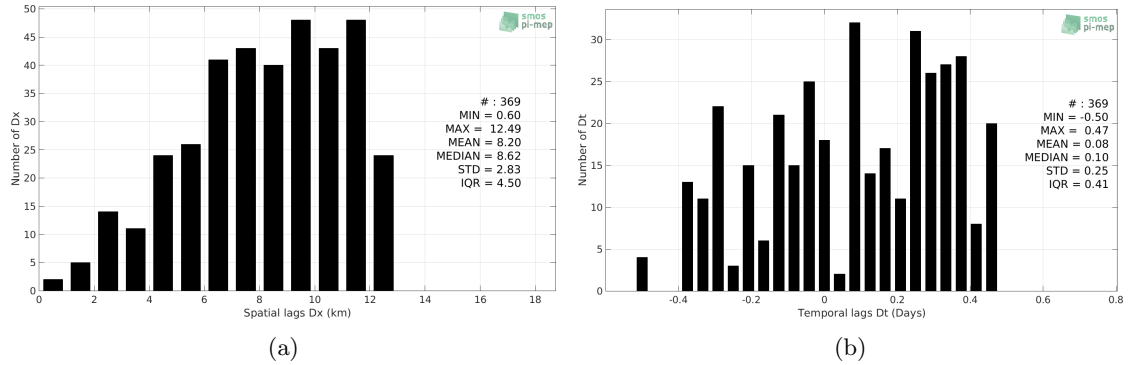 50
45
40
35
30
25
20
15
10
5
0
Number of Dx
0 2 4 6 8 10 12 14 16 18
Spatial lags Dx (km)
smos
pi-mep
# : 369
MIN = 0.60
MAX = 12.49
MEAN = 8.20
MEDIAN = 8.62
STD = 2.83
IQR = 4.50
(a)
30
25
20
15
10
5
0
Number of Dt
-0.4 -0.2 0 0.2 0.4 0.6 0.8
Temporal lags Dt (Days)
smos
pi-mep
# : 369
MIN = -0.50
MAX = 0.47
MEAN = 0.08
MEDIAN = 0.10
STD = 0.25
IQR = 0.41
(b)